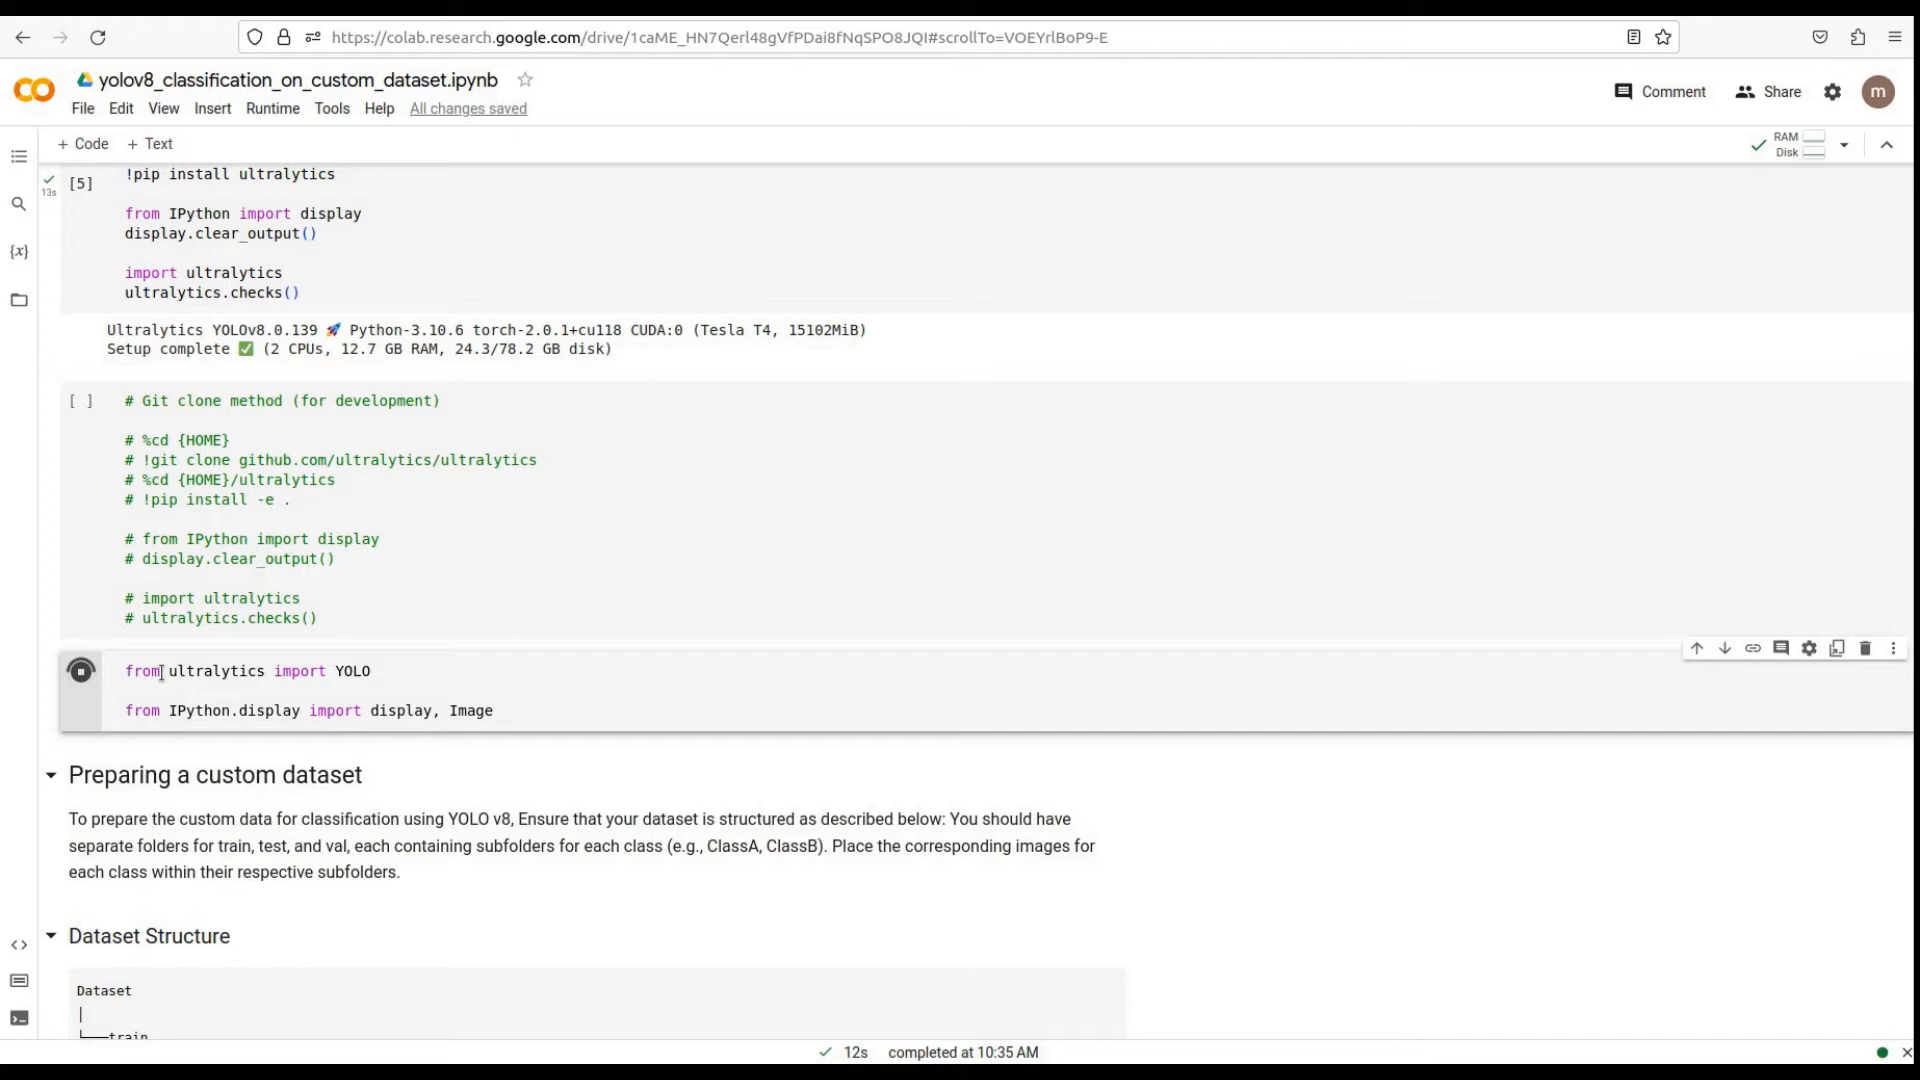 https://colab.research.google.com/drive/1caME_HN7Qerl48gVfPDai8fNqSPO8JQI#scrollTo=VOEYrlBoP9-E
yolov8_classification_on_custom_dataset.ipynb
Comment
Share
m
File Edit View Insert Runtime Tools Help All changes saved
+ Code + Text
RAM
Disk
13s
[5]
!pip install ultralytics
from IPython import display
display.clear_output()
import ultralytics
ultralytics.checks()
Ultralytics YOLOv8.0.139 🚀 Python-3.10.6 torch-2.0.1+cu118 CUDA:0 (Tesla T4, 15102MiB)
Setup complete ✅ (2 CPUs, 12.7 GB RAM, 24.3/78.2 GB disk)
[ ]
# Git clone method (for development)
# %cd {HOME}
# !git clone github.com/ultralytics/ultralytics
# %cd {HOME}/ultralytics
# !pip install -e .
# from IPython import display
# display.clear_output()
# import ultralytics
# ultralytics.checks()
from ultralytics import YOLO
from IPython.display import display, Image
Preparing a custom dataset
To prepare the custom data for classification using YOLO v8, Ensure that your dataset is structured as described below: You should have
separate folders for train, test, and val, each containing subfolders for each class (e.g., ClassA, ClassB). Place the corresponding images for
each class within their respective subfolders.
Dataset Structure
Dataset
│
└──train
12s completed at 10:35 AM